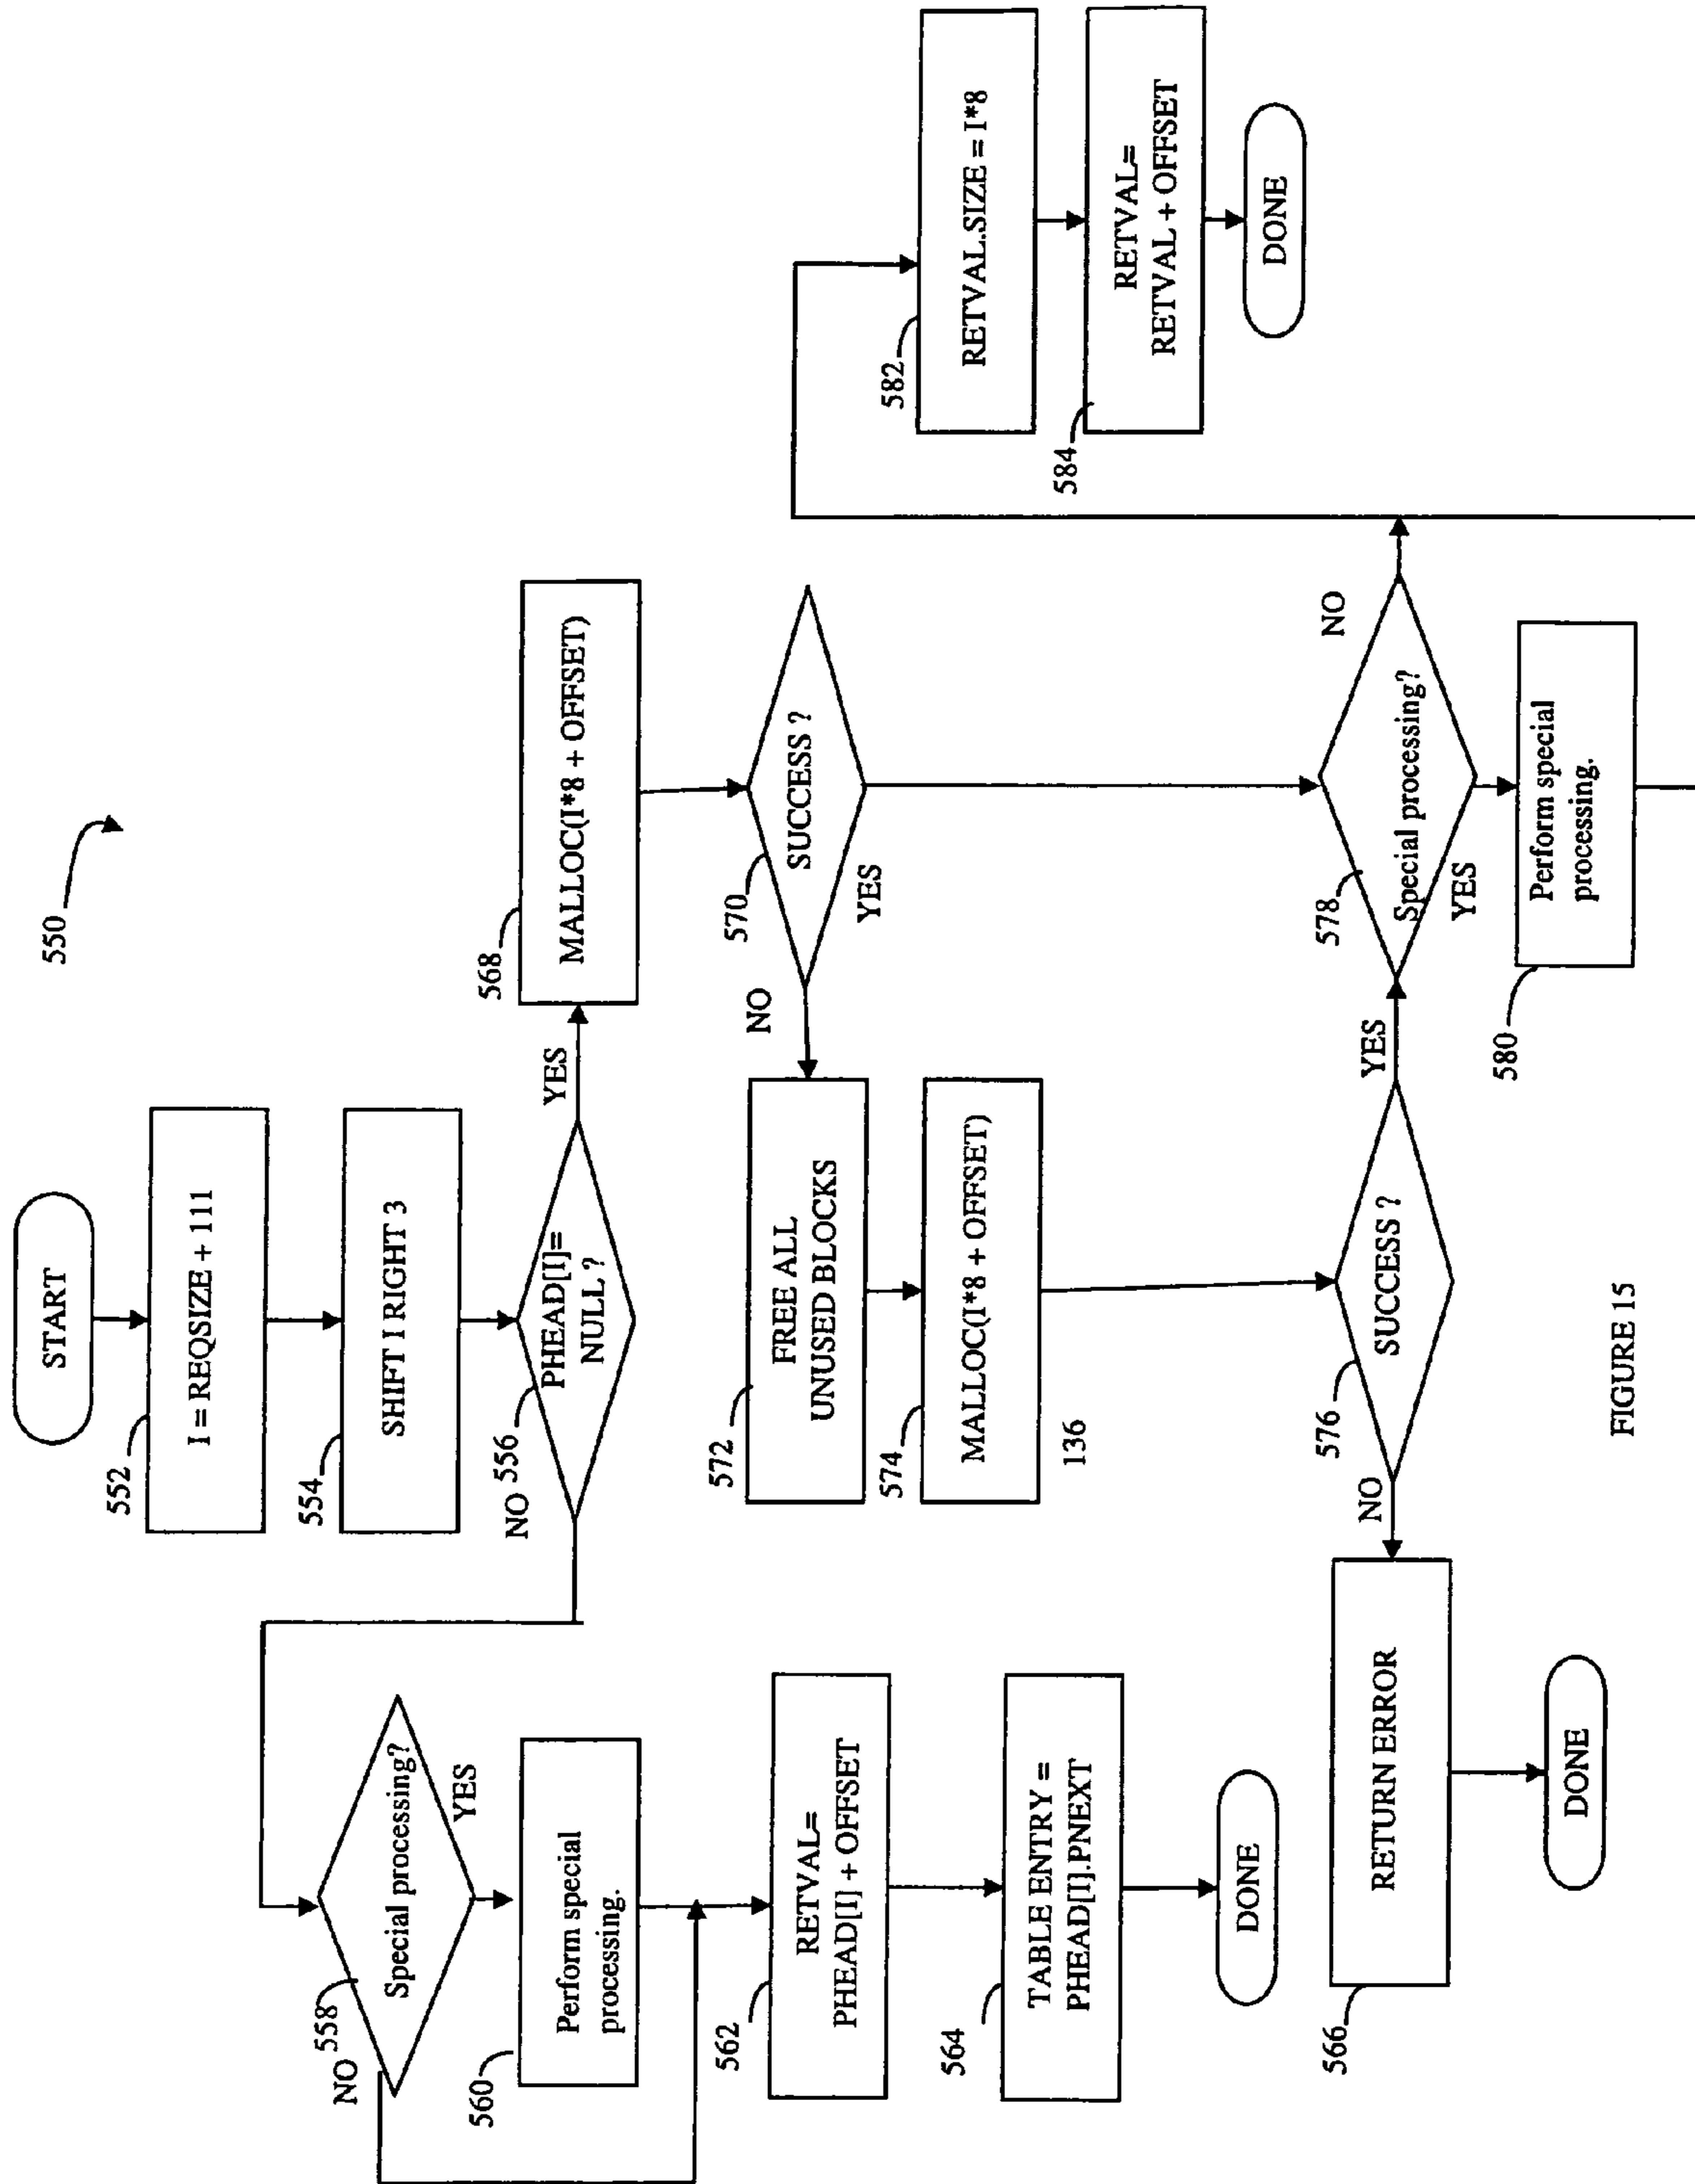 550
START
552
I = REQSIZE + 111
554
SHIFT I RIGHT 3
NO
556
PHEAD[I]=
NULL ?
YES
558
Special processing?
NO
YES
560
Perform special
processing.
562
RETVAL=
PHEAD[I] + OFFSET
564
TABLE ENTRY =
PHEAD[I].PNEXT
DONE
568
MALLOC(I*8 + OFFSET)
570
SUCCESS ?
NO
YES
572
FREE ALL
UNUSED BLOCKS
574
MALLOC(I*8 + OFFSET)
136
576
SUCCESS ?
NO
YES
566
RETURN ERROR
DONE
578
Special processing?
NO
YES
580
Perform special
processing.
582
RETVAL.SIZE = I*8
584
RETVAL=
RETVAL + OFFSET
DONE
FIGURE 15